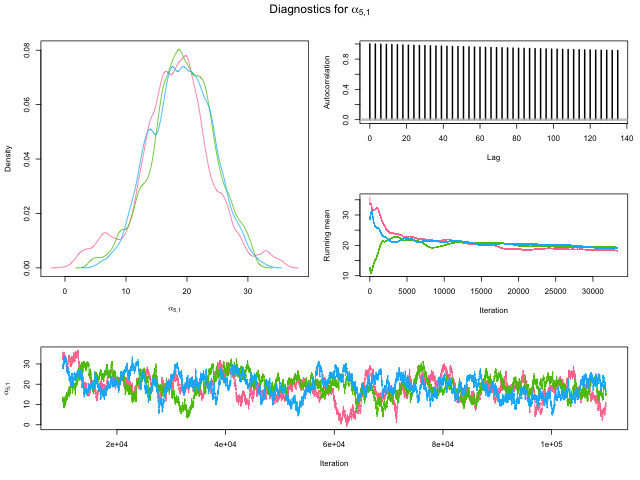 Diagnostics for α5,1
Density
0.00 0.02 0.04 0.06 0.08
0 10 20 30
α5,1
Autocorrelation
0.0 0.4 0.8
0 20 40 60 80 100 120 140
Lag
Running mean
10 20 30
0 5000 10000 15000 20000 25000 30000
Iteration
α5,1
0 10 20 30
2e+04 4e+04 6e+04 8e+04 1e+05
Iteration